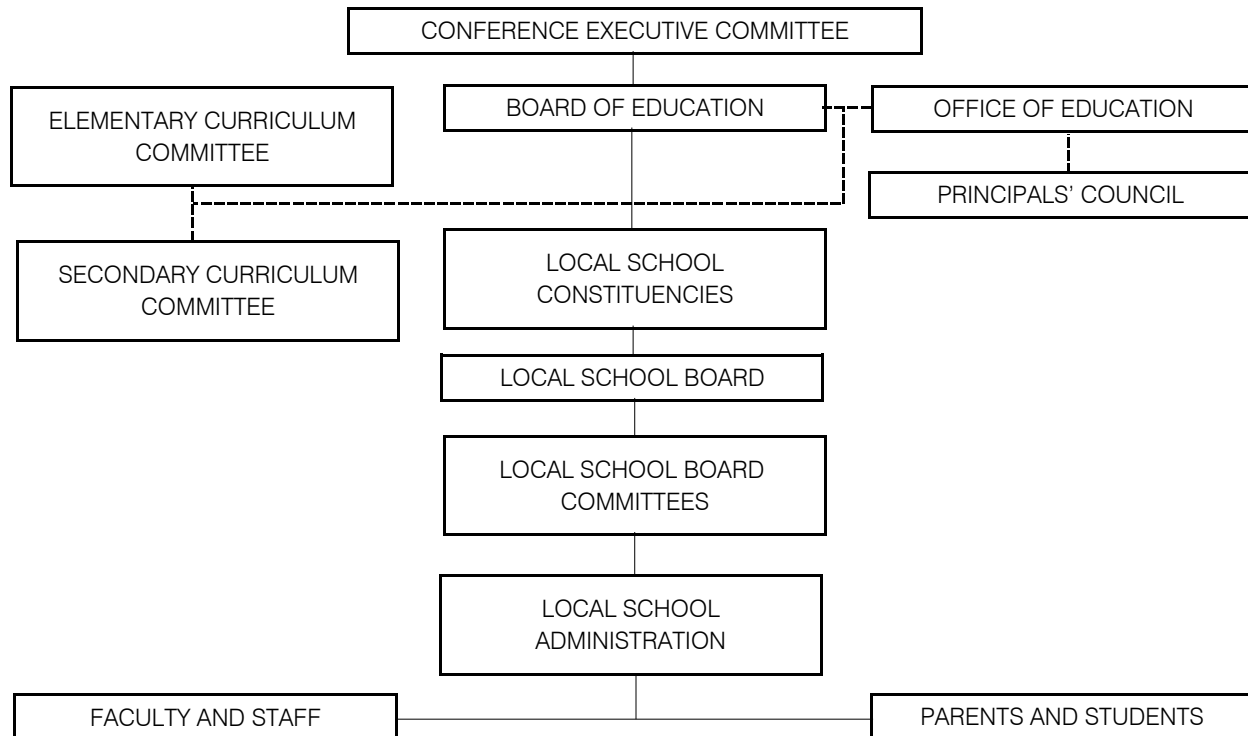 CONFERENCE EXECUTIVE COMMITTEE
BOARD OF EDUCATION
OFFICE OF EDUCATION
ELEMENTARY CURRICULUM
COMMITTEE
PRINCIPALS’ COUNCIL
SECONDARY CURRICULUM
COMMITTEE
LOCAL SCHOOL
CONSTITUENCIES
LOCAL SCHOOL BOARD
LOCAL SCHOOL BOARD
COMMITTEES
LOCAL SCHOOL
ADMINISTRATION
FACULTY AND STAFF
PARENTS AND STUDENTS